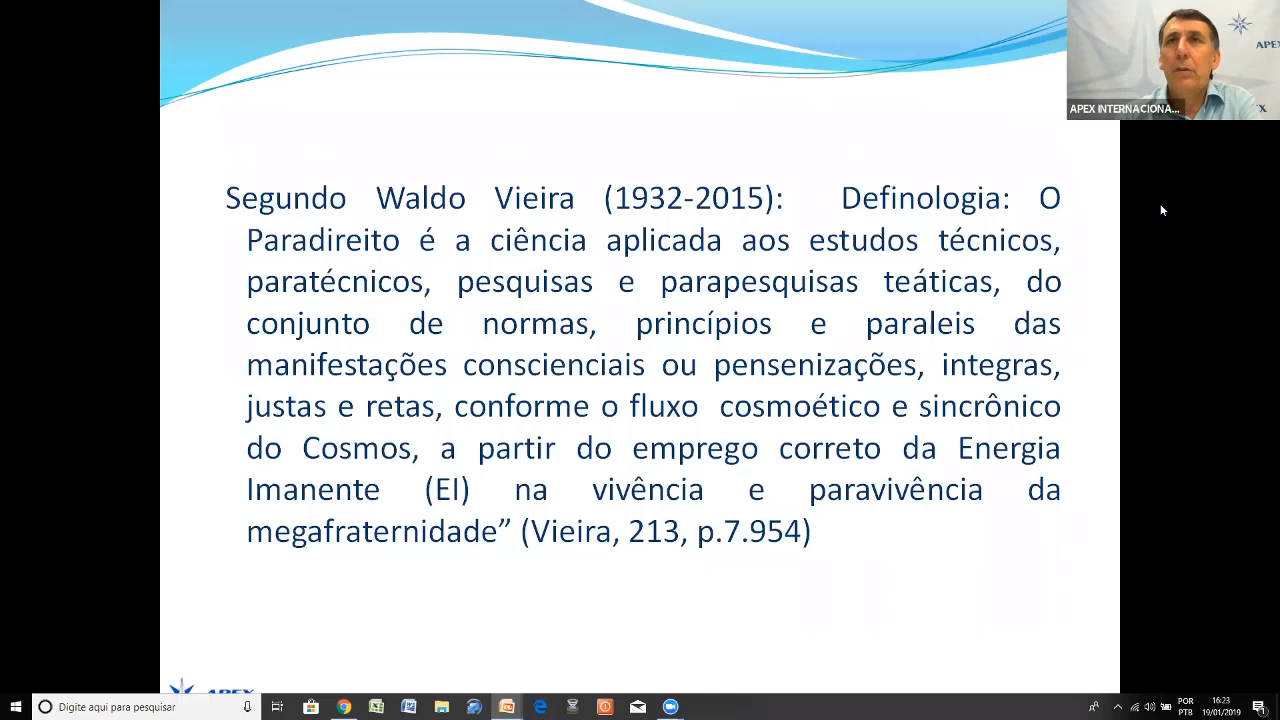 APEX
APEX INTERNACIONA...
Segundo Waldo Vieira (1932-2015): Definologia: O
Paradireito é a ciência aplicada aos estudos técnicos,
paratécnicos, pesquisas e parapesquisas teáticas, do
conjunto de normas, princípios e paraleis das
manifestações conscienciais ou pensenizações, integras,
justas e retas, conforme o fluxo cosmoético e sincrônico
do Cosmos, a partir do emprego correto da Energia
Imanente (EI) na vivência e paravivência da
megafraternidade” (Vieira, 213, p.7.954)
APEX
Digite aqui para pesquisar
POR
PTB
16:23
19/01/2019